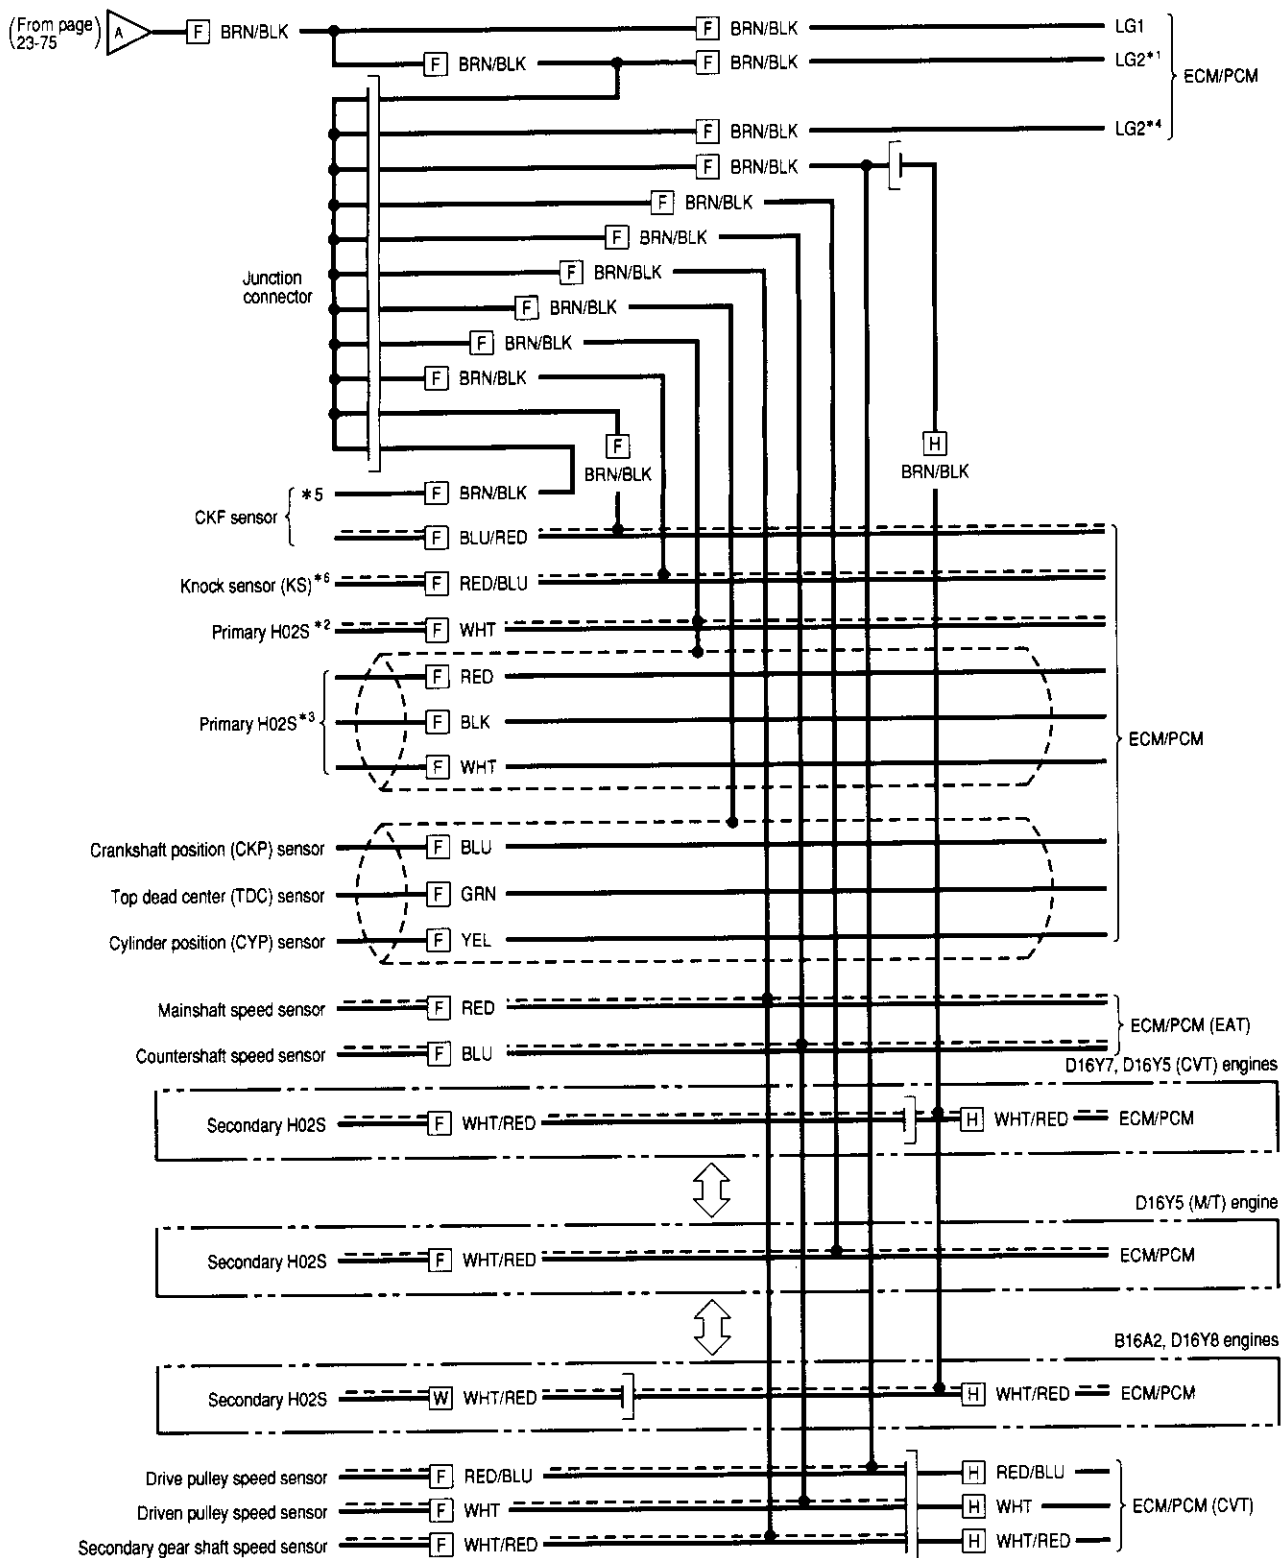 (From page 23-75) A F BRN/BLK F BRN/BLK LG1
F BRN/BLK F BRN/BLK LG2*1
ECM/PCM
F BRN/BLK LG2*4
F BRN/BLK
F BRN/BLK
F BRN/BLK
F BRN/BLK
Junction connector
F BRN/BLK
F BRN/BLK
F BRN/BLK
F BRN/BLK
H BRN/BLK
CKF sensor
*5 F BRN/BLK
F BLU/RED
Knock sensor (KS)*6 F RED/BLU
Primary H02S*2 F WHT
F RED
Primary H02S*3 F BLK
F WHT
ECM/PCM
Crankshaft position (CKP) sensor F BLU
Top dead center (TDC) sensor F GRN
Cylinder position (CYP) sensor F YEL
Mainshaft speed sensor F RED
ECM/PCM (EAT)
Countershaft speed sensor F BLU
D16Y7, D16Y5 (CVT) engines
Secondary H02S F WHT/RED H WHT/RED ECM/PCM
D16Y5 (M/T) engine
Secondary H02S F WHT/RED ECM/PCM
B16A2, D16Y8 engines
Secondary H02S W WHT/RED H WHT/RED ECM/PCM
Drive pulley speed sensor F RED/BLU H RED/BLU
Driven pulley speed sensor F WHT H WHT ECM/PCM (CVT)
Secondary gear shaft speed sensor F WHT/RED H WHT/RED